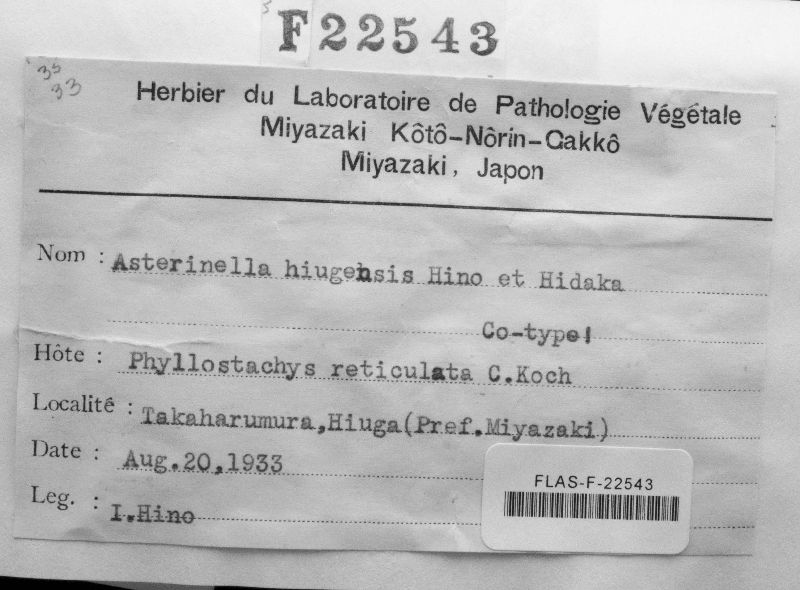 F22543
35
33
Herbier du Laboratoire de Pathologie Végétale
Miyazaki Kôtô-Nôrin-Gakkô
Miyazaki, Japon
Nom : Asterinella hiugensis Hino et Hidaka
Co-type!
Hôte : Phyllostachys reticulata C.Koch
Localité : Takaharumura,Hiuga(Pref.Miyazaki)
Date : Aug.20,1933
Leg. : I.Hino
FLAS-F-22543